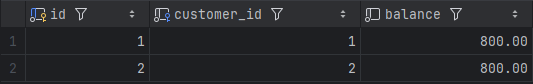 id customer_id balance
1 1 1 800.00
2 2 2 800.00